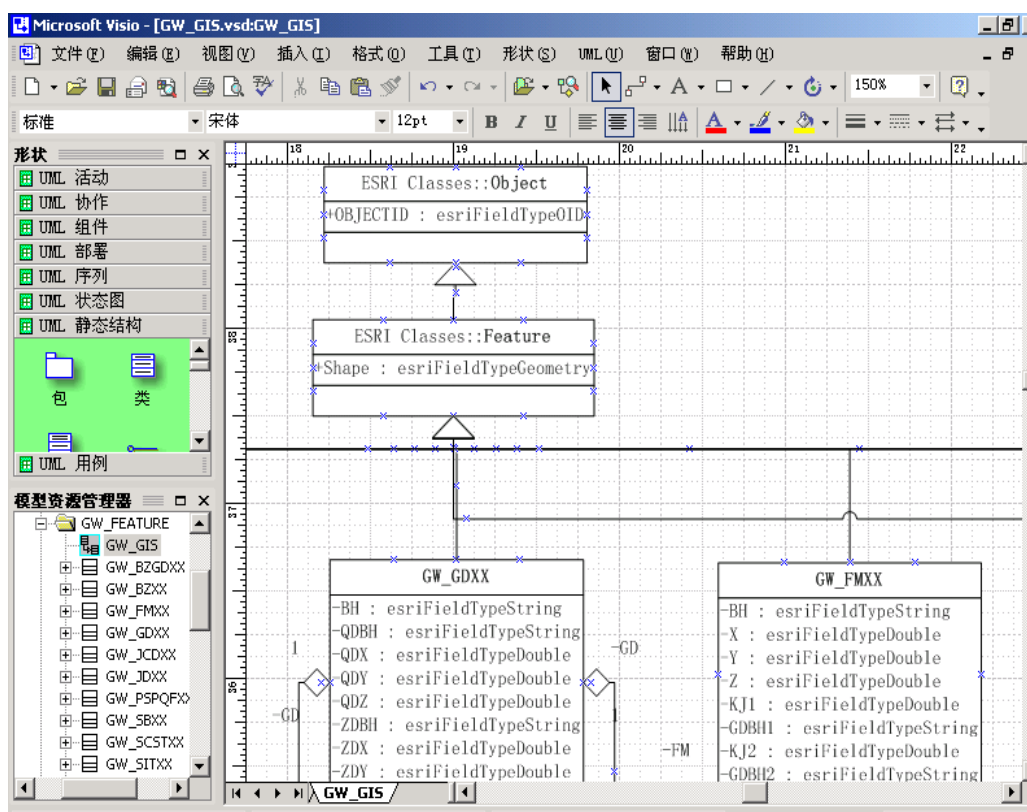 Microsoft Visio - [GW_GIS.vsd:GW_GIS]
文件(F) 编辑(E) 视图(V) 插入(I) 格式(O) 工具(T) 形状(S) UML(U) 窗口(W) 帮助(H)
150%
标准 宋体 12pt B I U
形状
UML 活动
UML 协作
UML 组件
UML 部署
UML 序列
UML 状态图
UML 静态结构
包 类
UML 用例
模型资源管理器
GW_FEATURE
GW_GIS
GW_BZGDXX
GW_BZXX
GW_FMXX
GW_GDXX
GW_JCDXX
GW_JDXX
GW_PSPQFX
GW_SBXX
GW_SCSTXX
GW_SITXX
18 19 20 21 22
38
37
36
ESRI Classes::Object
+OBJECTID : esriFieldTypeOID
ESRI Classes::Feature
+Shape : esriFieldTypeGeometry
GW_GDXX
-BH : esriFieldTypeString
-QDBH : esriFieldTypeString
-QDX : esriFieldTypeDouble
-QDY : esriFieldTypeDouble
-QDZ : esriFieldTypeDouble
-ZDBH : esriFieldTypeString
-ZDX : esriFieldTypeDouble
-ZDY : esriFieldTypeDouble
1
-GD
-GD
1
-FM
GW_FMXX
-BH : esriFieldTypeString
-X : esriFieldTypeDouble
-Y : esriFieldTypeDouble
-Z : esriFieldTypeDouble
-KJ1 : esriFieldTypeDouble
-GDBH1 : esriFieldTypeString
-KJ2 : esriFieldTypeDouble
-GDBH2 : esriFieldTypeString
GW_GIS